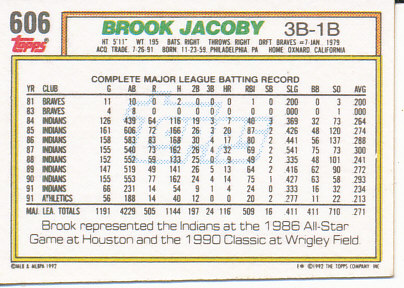 606
Topps
BROOK JACOBY 3B-1B
HT 5'11" WT 195 BATS RIGHT THROWS RIGHT DRFT BRAVES #7-JAN 1979
ACQ TRADE 7-26-91 BORN 11-23-59, PHILADELPHIA PA HOME OXNARD CALIFORNIA
COMPLETE MAJOR LEAGUE BATTING RECORD
YR CLUB G AB R H 2B 3B HR RBI SB SLG BB SO AVG
81 BRAVES 11 10 0 2 0 0 0 1 0 .200 0 3 .200
83 BRAVES 4 8 0 0 0 0 0 0 0 .000 0 1 .000
84 INDIANS 126 439 64 116 19 3 7 40 3 .369 32 73 .264
85 INDIANS 161 606 72 166 26 3 20 87 2 .426 48 120 .274
86 INDIANS 158 583 83 168 30 4 17 80 2 .441 56 137 .288
87 INDIANS 155 540 73 162 26 4 32 69 2 .541 75 73 .300
88 INDIANS 152 552 59 133 25 0 9 49 2 .335 48 101 .241
89 INDIANS 147 519 49 141 26 5 13 64 2 .416 62 90 .272
90 INDIANS 155 553 77 162 24 4 14 75 1 .427 63 58 .293
91 INDIANS 66 231 14 54 9 1 4 24 0 .333 16 32 .234
91 ATHLETICS 56 188 14 40 12 0 0 20 2 .277 11 22 .213
MAJ. LEA. TOTALS 1191 4229 505 1144 197 24 116 509 16 .411 411 710 .271
Brook represented the Indians at the 1986 All-Star
Game at Houston and the 1990 Classic at Wrigley Field.
©MLB & MLBPA 1992 ©1992 THE TOPPS COMPANY, INC.